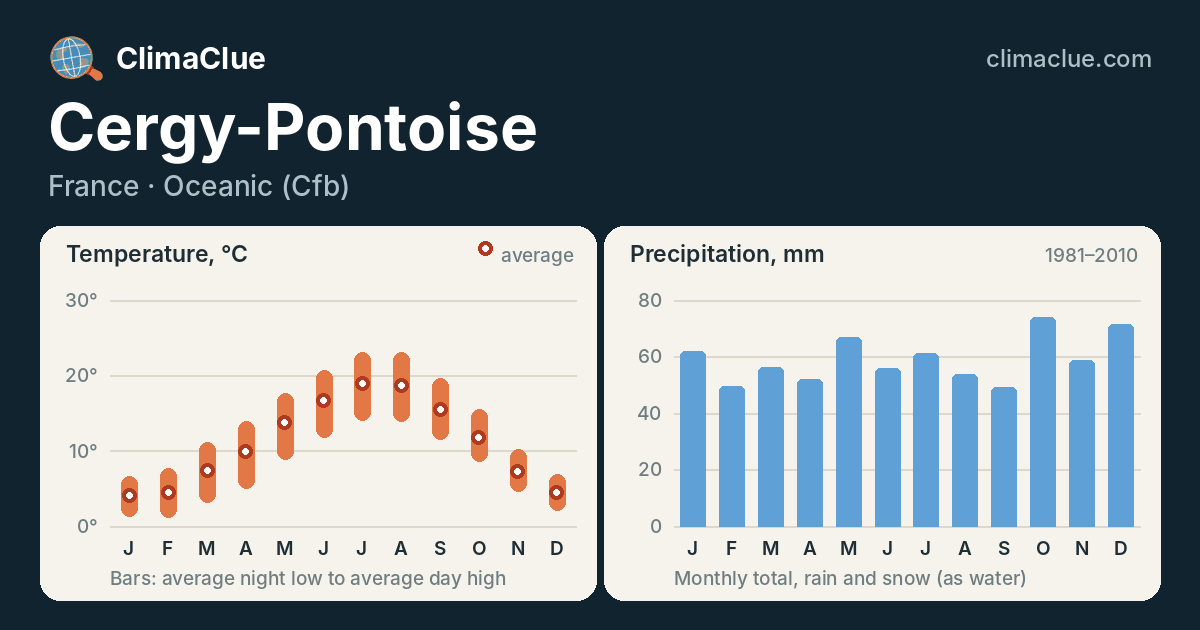 ClimaClue
climaclue.com
Cergy-Pontoise
France · Oceanic (Cfb)
Temperature, °C
average
30°
20°
10°
0°
J F M A M J J A S O N D
Bars: average night low to average day high
Precipitation, mm
1981–2010
80
60
40
20
0
J F M A M J J A S O N D
Monthly total, rain and snow (as water)